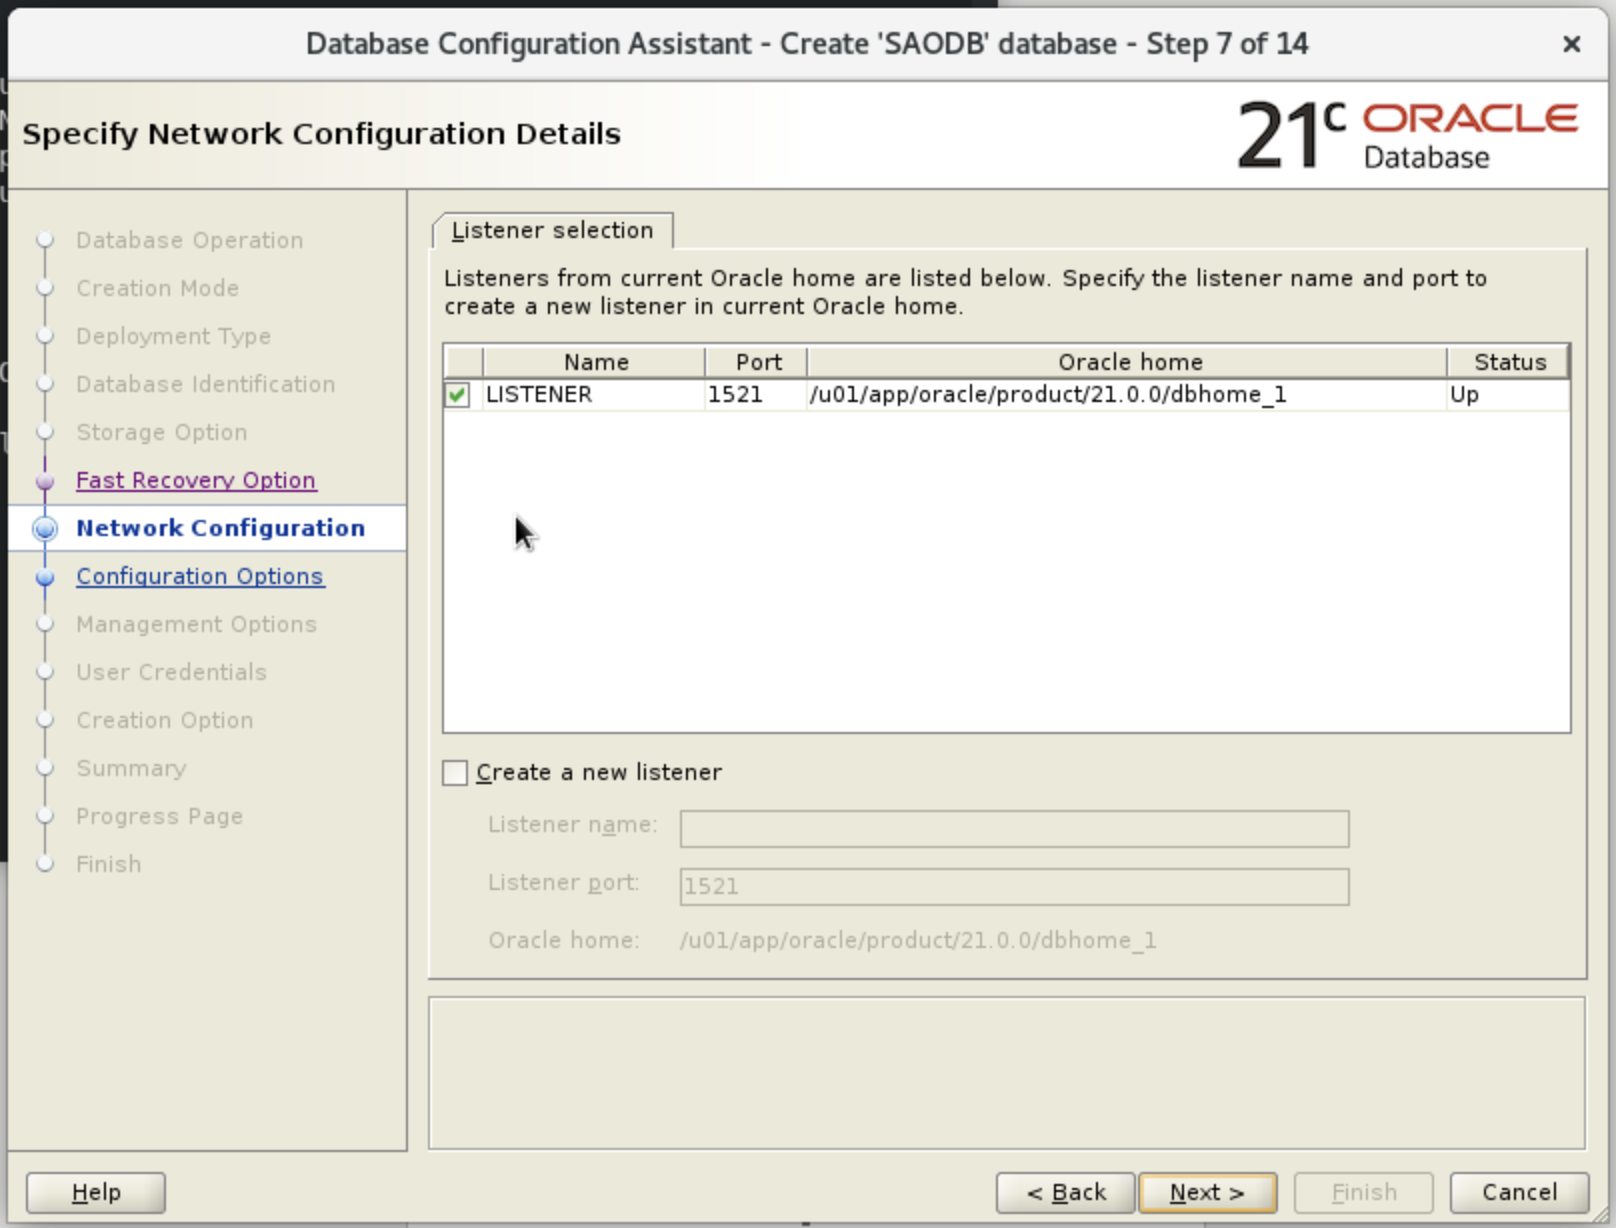 Database Configuration Assistant - Create 'SAODB' database - Step 7 of 14
Specify Network Configuration Details
21c ORACLE
Database
Database Operation
Creation Mode
Deployment Type
Database Identification
Storage Option
Fast Recovery Option
Network Configuration
Configuration Options
Management Options
User Credentials
Creation Option
Summary
Progress Page
Finish
Listener selection
Listeners from current Oracle home are listed below. Specify the listener name and port to
create a new listener in current Oracle home.
Name Port Oracle home Status
LISTENER 1521 /u01/app/oracle/product/21.0.0/dbhome_1 Up
Create a new listener
Listener name:
Listener port: 1521
Oracle home: /u01/app/oracle/product/21.0.0/dbhome_1
Help < Back Next > Finish Cancel